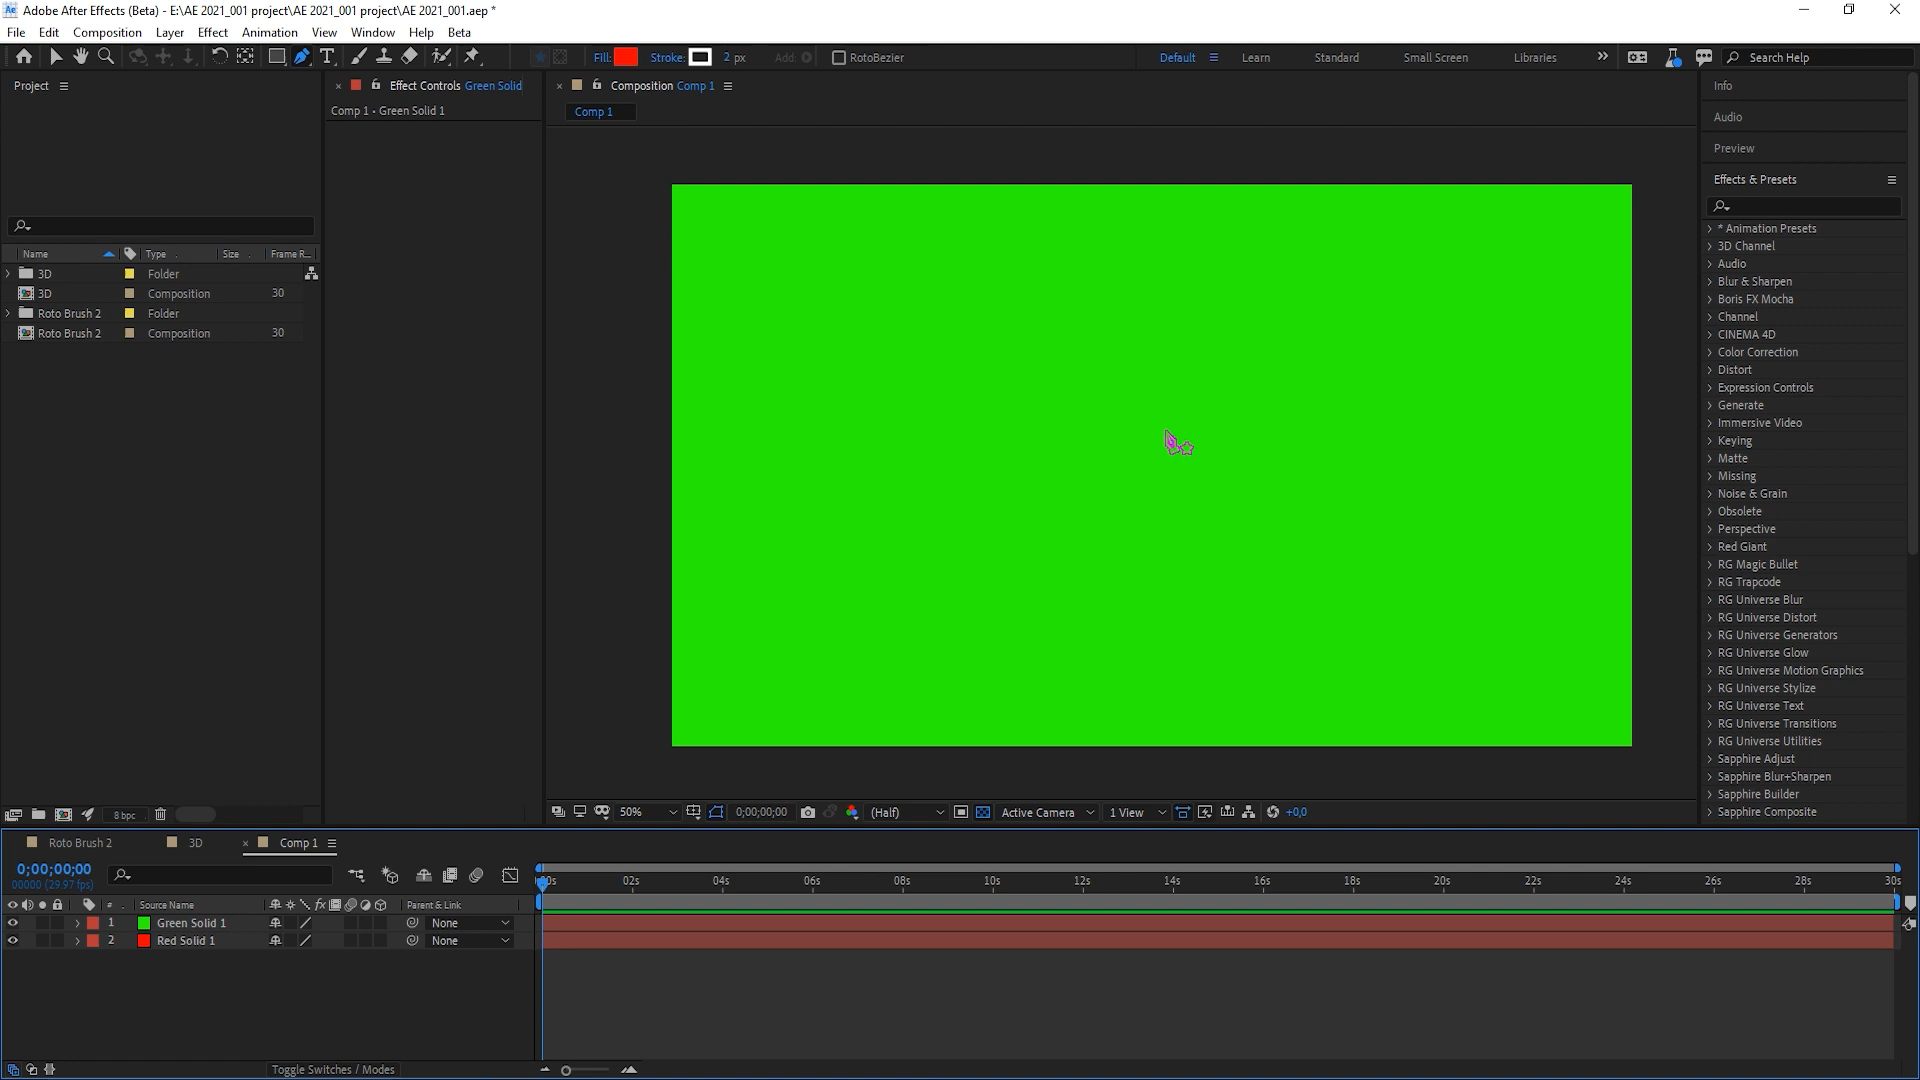 Adobe After Effects (Beta) - E:\AE 2021_001 project\AE 2021_001 project\AE 2021_001.aep *
File Edit Composition Layer Effect Animation View Window Help Beta
Fill: Stroke: 2 px Add: RotoBezier Default Learn Standard Small Screen Libraries Search Help
Project
Effect Controls Green Solid
Composition Comp 1
Comp 1 • Green Solid 1
Comp 1
Info
Audio
Preview
Effects & Presets
Name Type Size Frame R...
3D Folder
3D Composition 30
Roto Brush 2 Folder
Roto Brush 2 Composition 30
* Animation Presets
3D Channel
Audio
Blur & Sharpen
Boris FX Mocha
Channel
CINEMA 4D
Color Correction
Distort
Expression Controls
Generate
Immersive Video
Keying
Matte
Missing
Noise & Grain
Obsolete
Perspective
Red Giant
RG Magic Bullet
RG Trapcode
RG Universe Blur
RG Universe Distort
RG Universe Generators
RG Universe Glow
RG Universe Motion Graphics
RG Universe Stylize
RG Universe Text
RG Universe Transitions
RG Universe Utilities
Sapphire Adjust
Sapphire Blur+Sharpen
Sapphire Builder
Sapphire Composite
8 bpc
50% 0;00;00;00 (Half) Active Camera 1 View +0,0
Roto Brush 2 3D Comp 1
0;00;00;00
00000 (29.97 fps)
02s 04s 06s 08s 10s 12s 14s 16s 18s 20s 22s 24s 26s 28s 30s
# Source Name fx Parent & Link
1 Green Solid 1 None
2 Red Solid 1 None
Toggle Switches / Modes